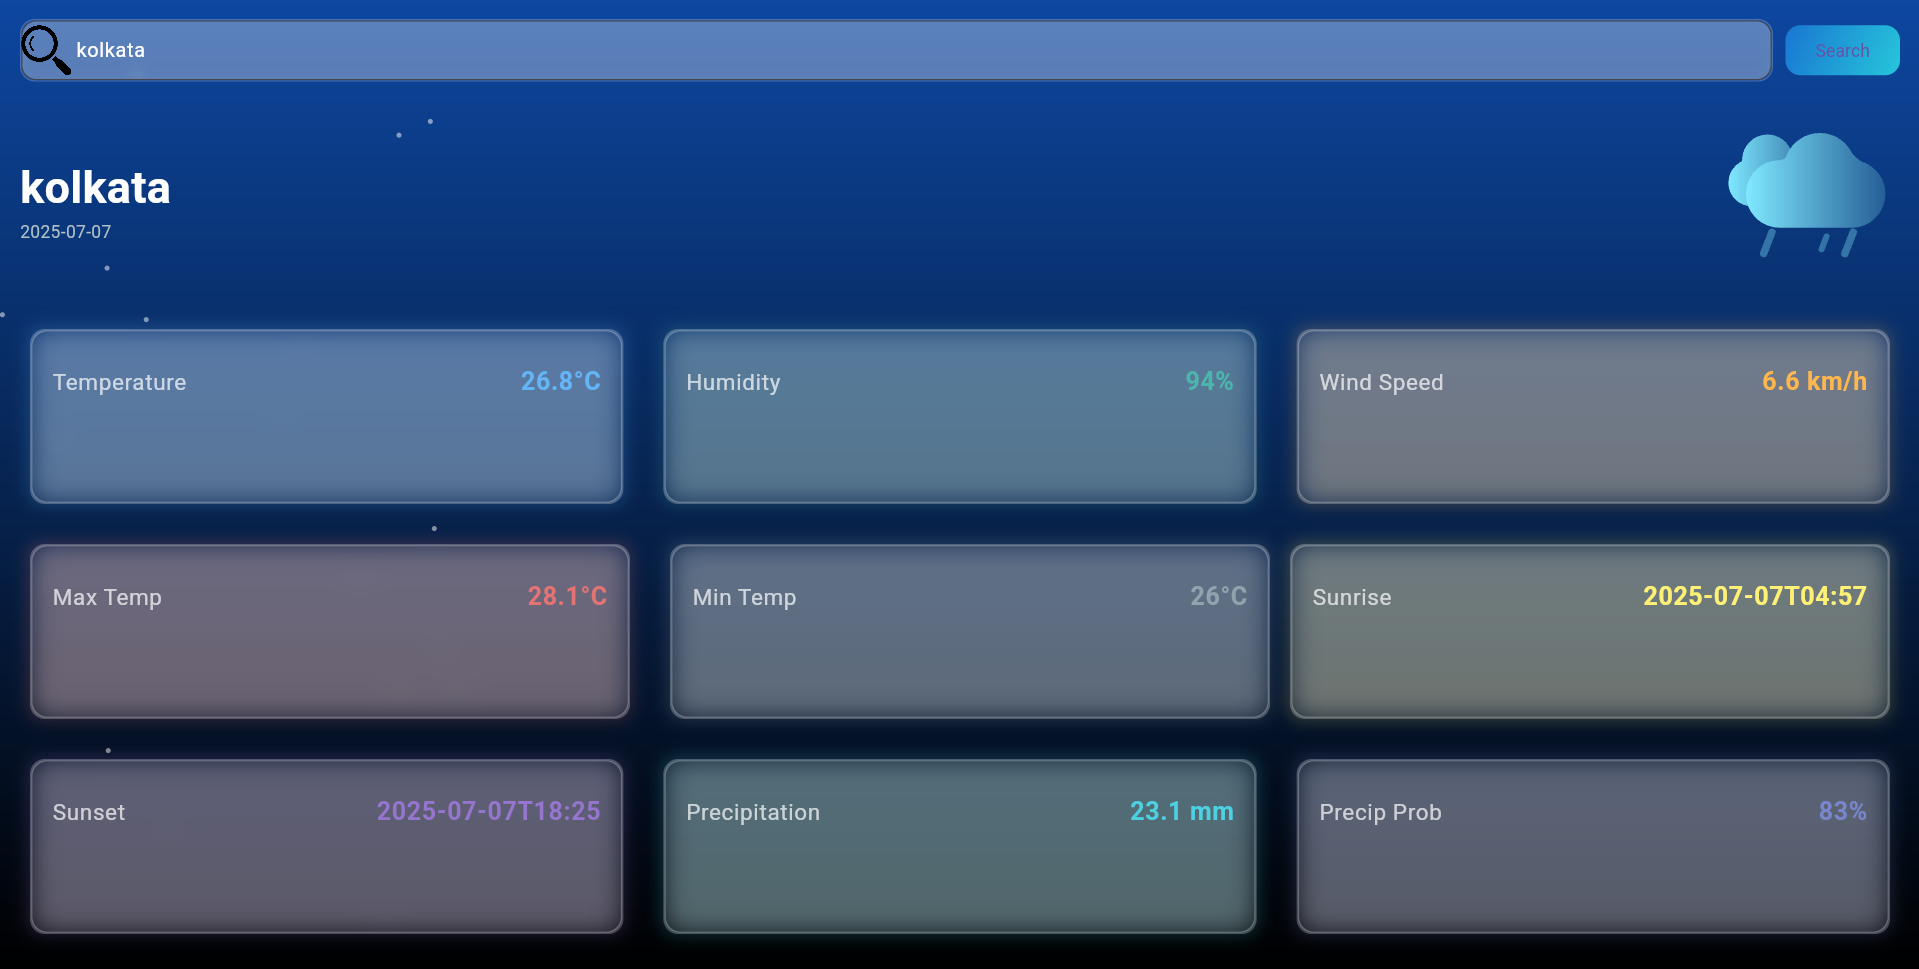 kolkata
Search
kolkata
2025-07-07
Temperature 26.8°C
Humidity 94%
Wind Speed 6.6 km/h
Max Temp 28.1°C
Min Temp 26°C
Sunrise 2025-07-07T04:57
Sunset 2025-07-07T18:25
Precipitation 23.1 mm
Precip Prob 83%